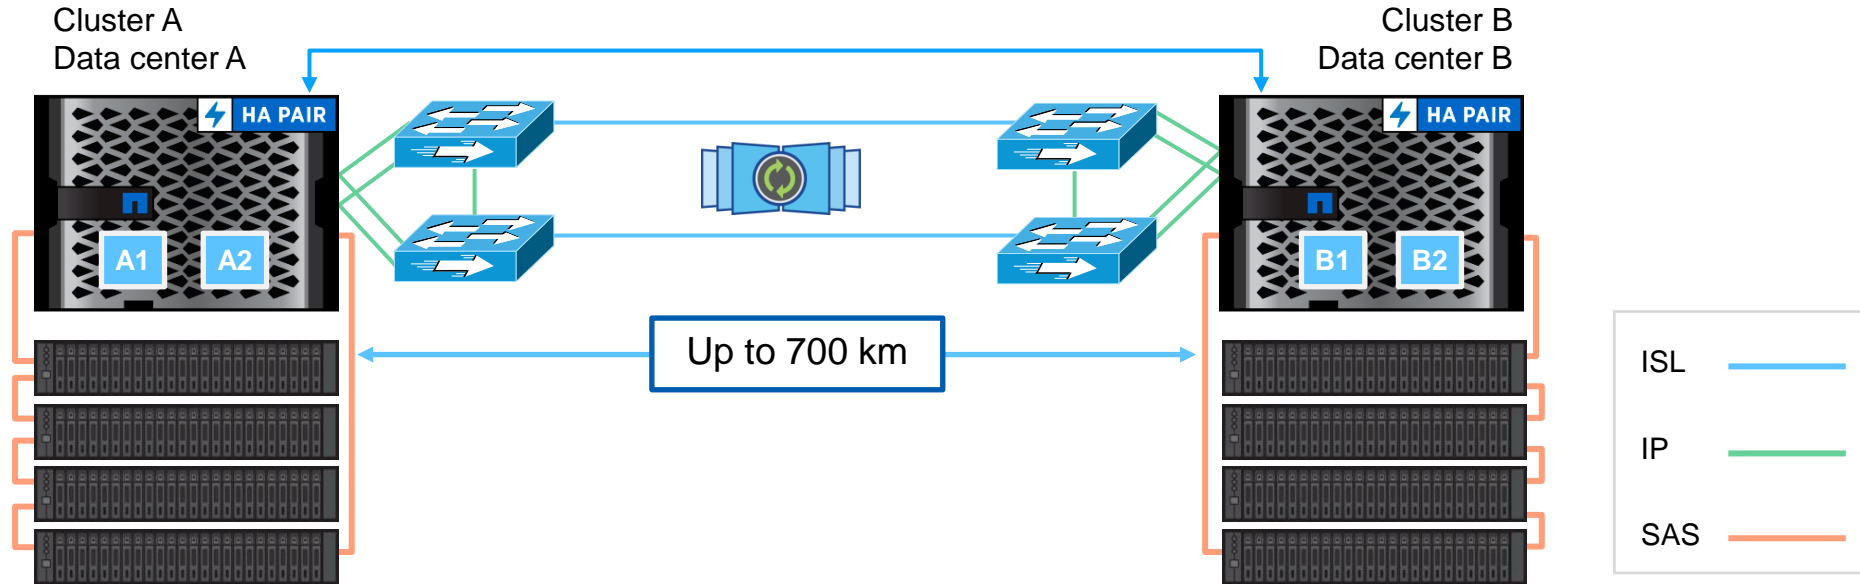 Cluster A
Data center A
Cluster B
Data center B
HA PAIR
HA PAIR
A1
A2
B1
B2
Up to 700 km
ISL
IP
SAS